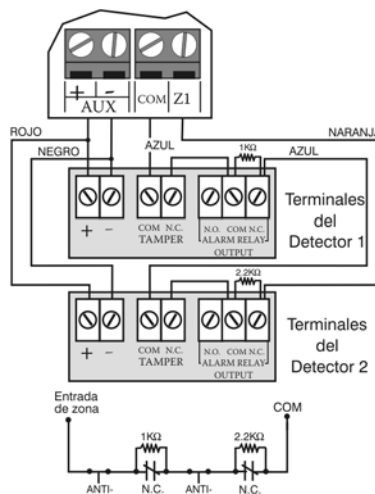 + −
AUX
COM Z1
ROJO
NARANJA
NEGRO
AZUL
1KΩ
AZUL
+ −
COM N.C.
TAMPER
N.O. COM N.C.
ALARM RELAY
OUTPUT
Terminales
del
Detector 1
2.2KΩ
+ −
COM N.C.
TAMPER
N.O. COM N.C.
ALARM RELAY
OUTPUT
Terminales
del
Detector 2
Entrada
de zona
COM
1KΩ
2.2KΩ
ANTI-
N.C.
ANTI-
N.C.